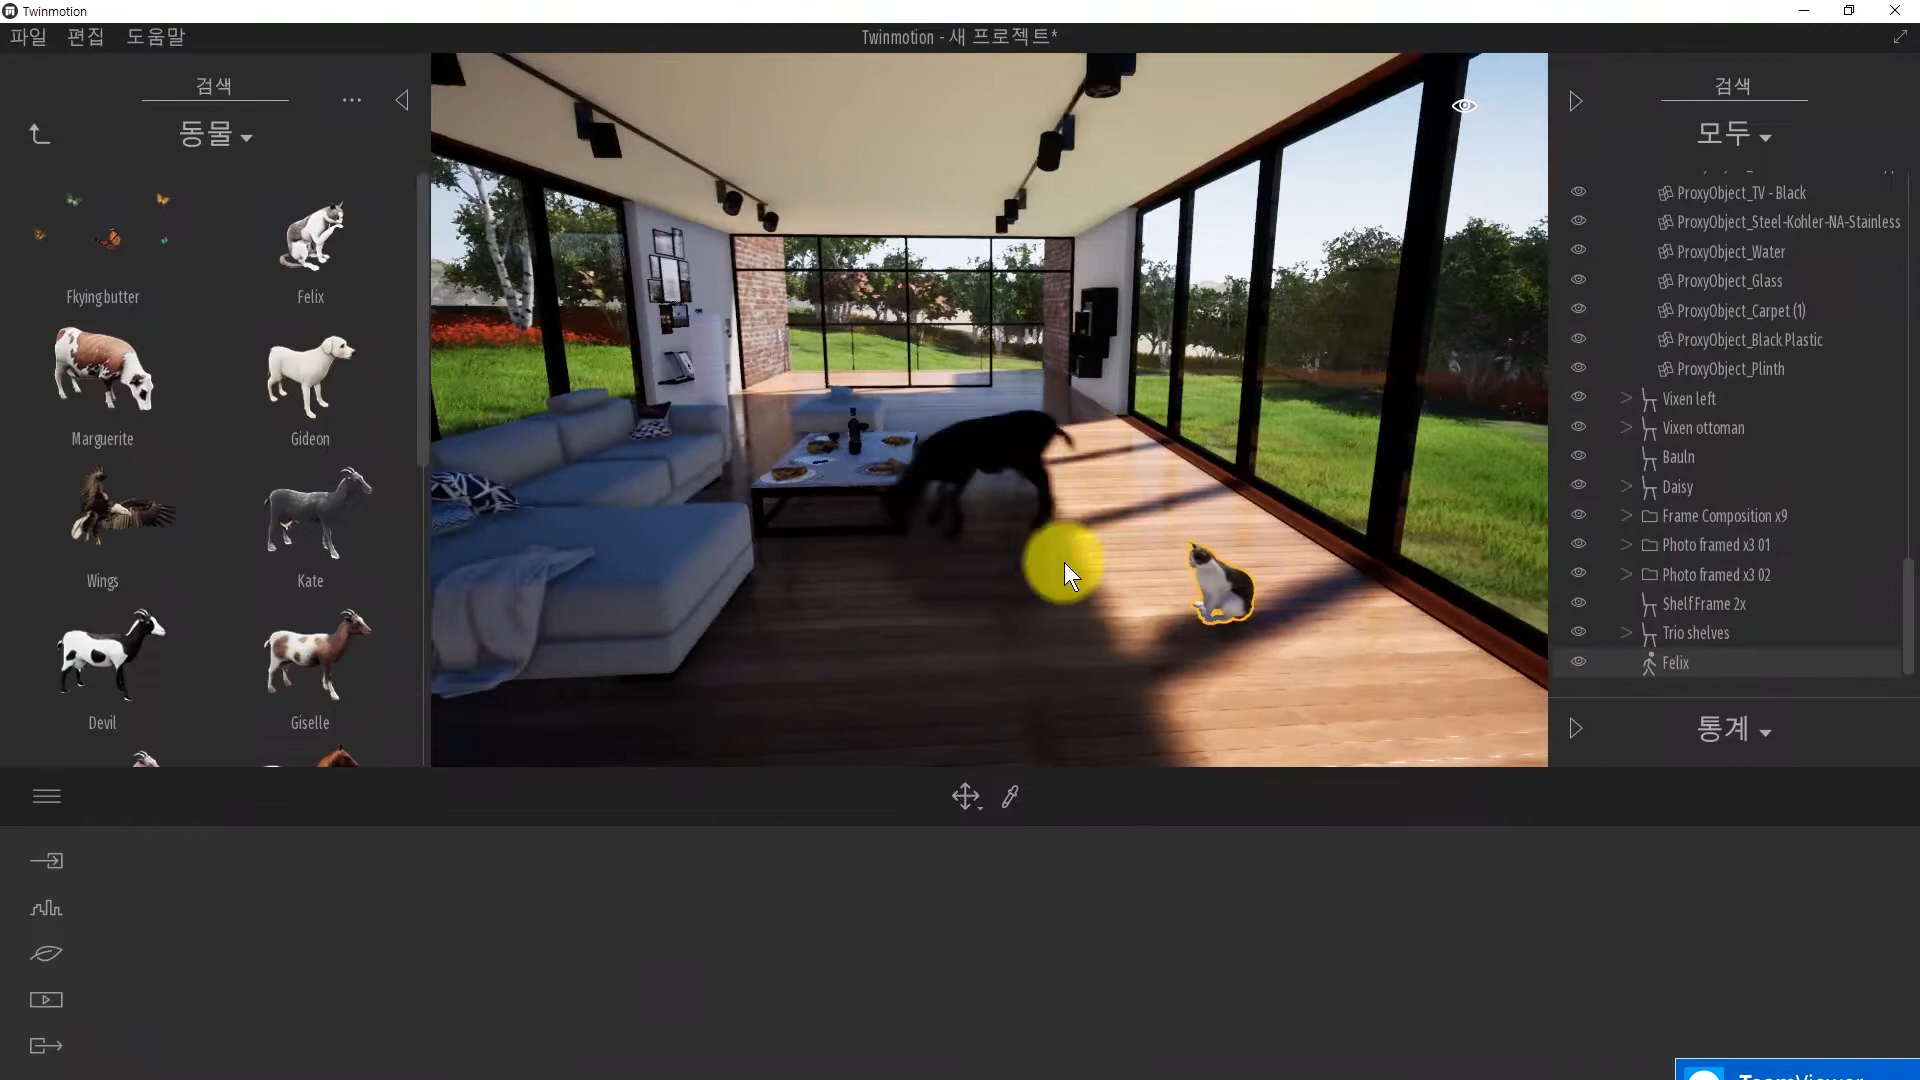 Twinmotion
파일 편집 도움말
Twinmotion - 새 프로젝트*
검색
동물
Fkying butter
Felix
Marguerite
Gideon
Wings
Kate
Devil
Giselle
검색
모두
ProxyObject_TV - Black
ProxyObject_Steel-Kohler-NA-Stainless
ProxyObject_Water
ProxyObject_Glass
ProxyObject_Carpet (1)
ProxyObject_Black Plastic
ProxyObject_Plinth
Vixen left
Vixen ottoman
Bauln
Daisy
Frame Composition x9
Photo framed x3 01
Photo framed x3 02
Shelf Frame 2x
Trio shelves
Felix
통계
TeamViewer